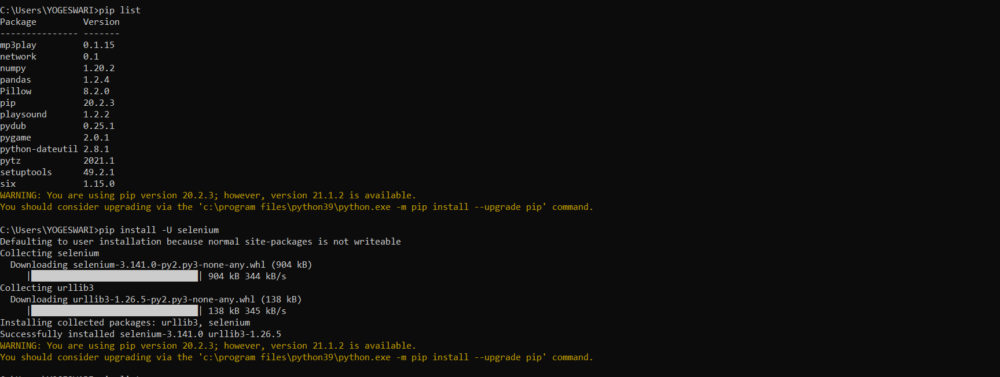 C:\Users\YOGESWARI>pip list
Package         Version
--------------- -------
mp3play         0.1.15
network         0.1
numpy           1.20.2
pandas          1.2.4
Pillow          8.2.0
pip             20.2.3
playsound       1.2.2
pydub           0.25.1
pygame          2.0.1
python-dateutil 2.8.1
pytz            2021.1
setuptools      49.2.1
six             1.15.0
WARNING: You are using pip version 20.2.3; however, version 21.1.2 is available.
You should consider upgrading via the 'c:\program files\python39\python.exe -m pip install --upgrade pip' command.
C:\Users\YOGESWARI>pip install -U selenium
Defaulting to user installation because normal site-packages is not writeable
Collecting selenium
  Downloading selenium-3.141.0-py2.py3-none-any.whl (904 kB)
     |████████████████████████████████| 904 kB 344 kB/s
Collecting urllib3
  Downloading urllib3-1.26.5-py2.py3-none-any.whl (138 kB)
     |████████████████████████████████| 138 kB 345 kB/s
Installing collected packages: urllib3, selenium
Successfully installed selenium-3.141.0 urllib3-1.26.5
WARNING: You are using pip version 20.2.3; however, version 21.1.2 is available.
You should consider upgrading via the 'c:\program files\python39\python.exe -m pip install --upgrade pip' command.